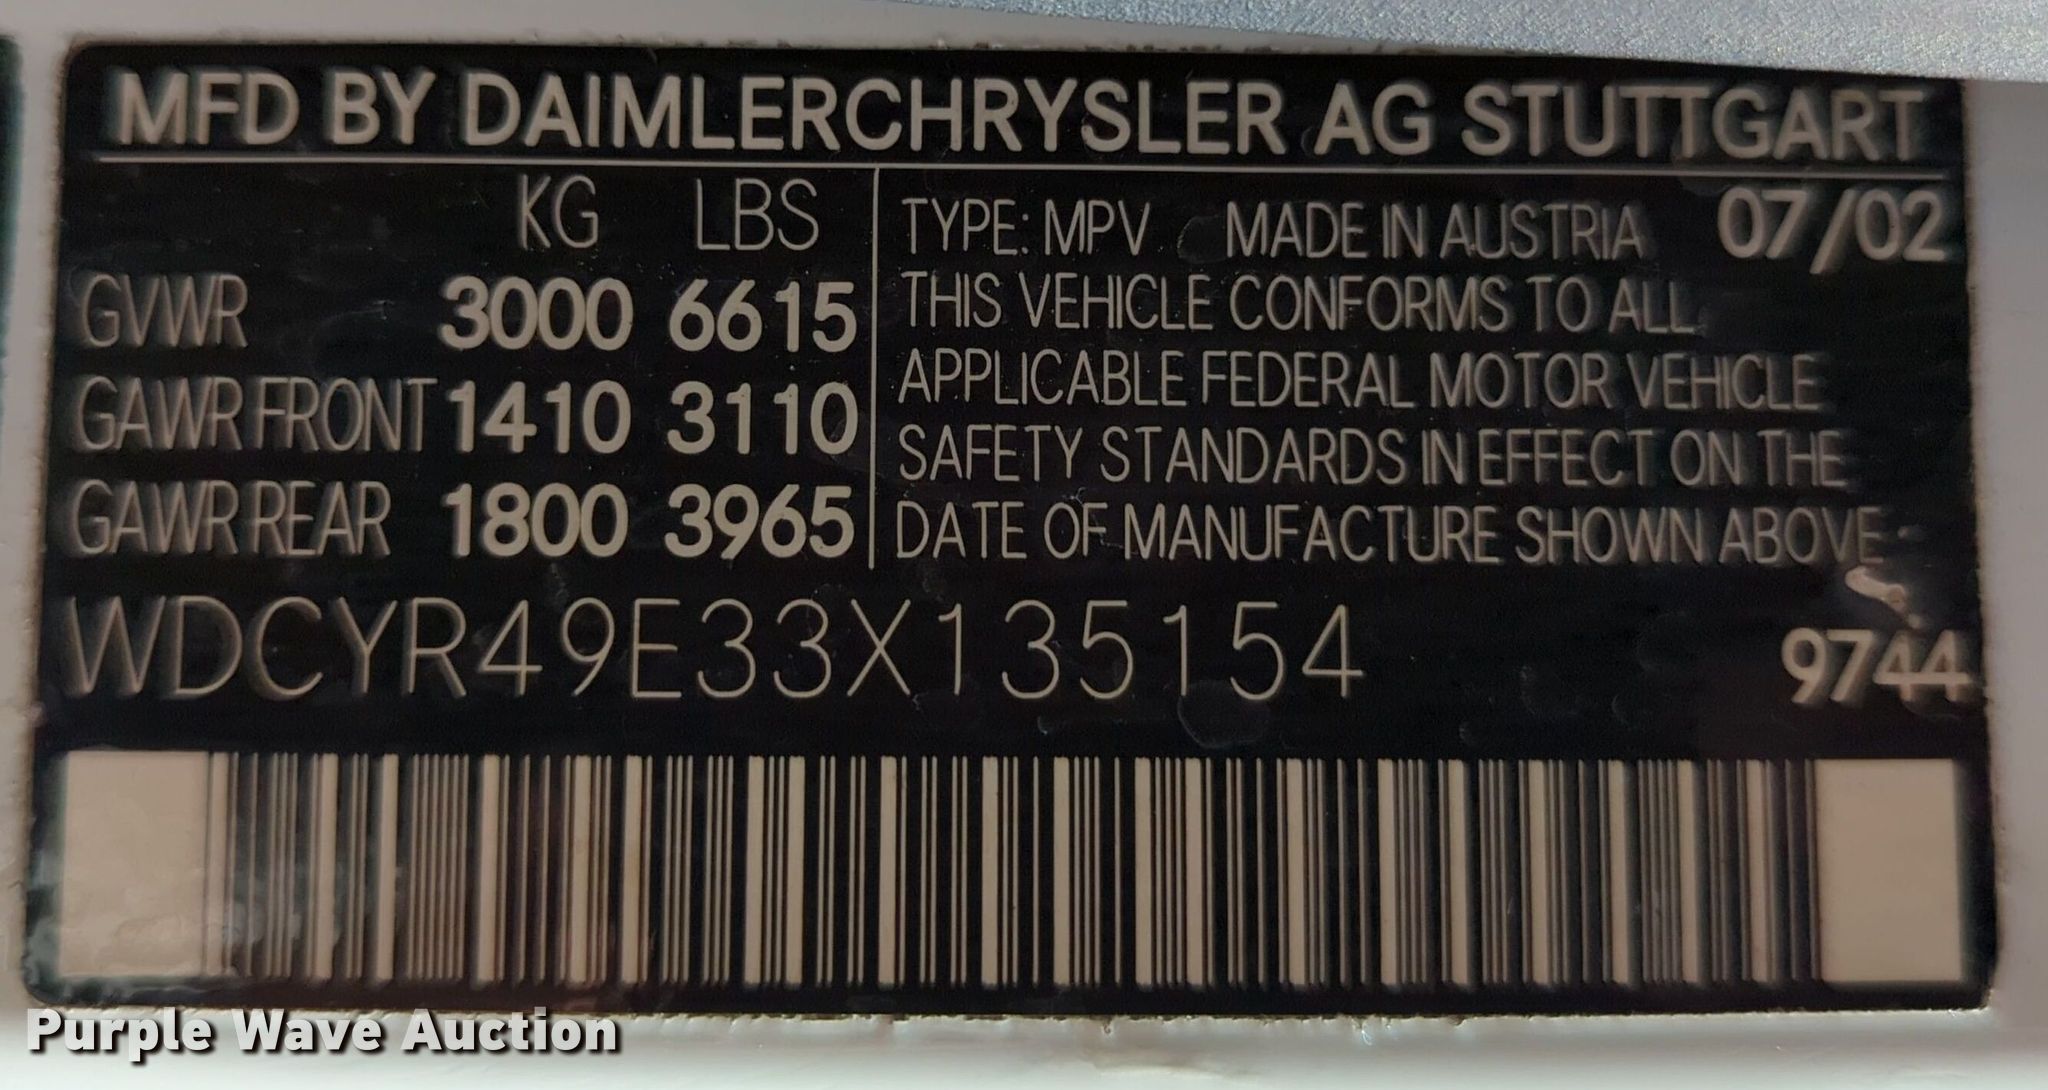 MFD BY DAIMLERCHRYSLER AG STUTTGART
KG LBS
GVWR 3000 6615
GAWR FRONT 1410 3110
GAWR REAR 1800 3965
TYPE: MPV MADE IN AUSTRIA 07/02
THIS VEHICLE CONFORMS TO ALL
APPLICABLE FEDERAL MOTOR VEHICLE
SAFETY STANDARDS IN EFFECT ON THE
DATE OF MANUFACTURE SHOWN ABOVE
WDCYR49E33X135154 9744
Purple Wave Auction